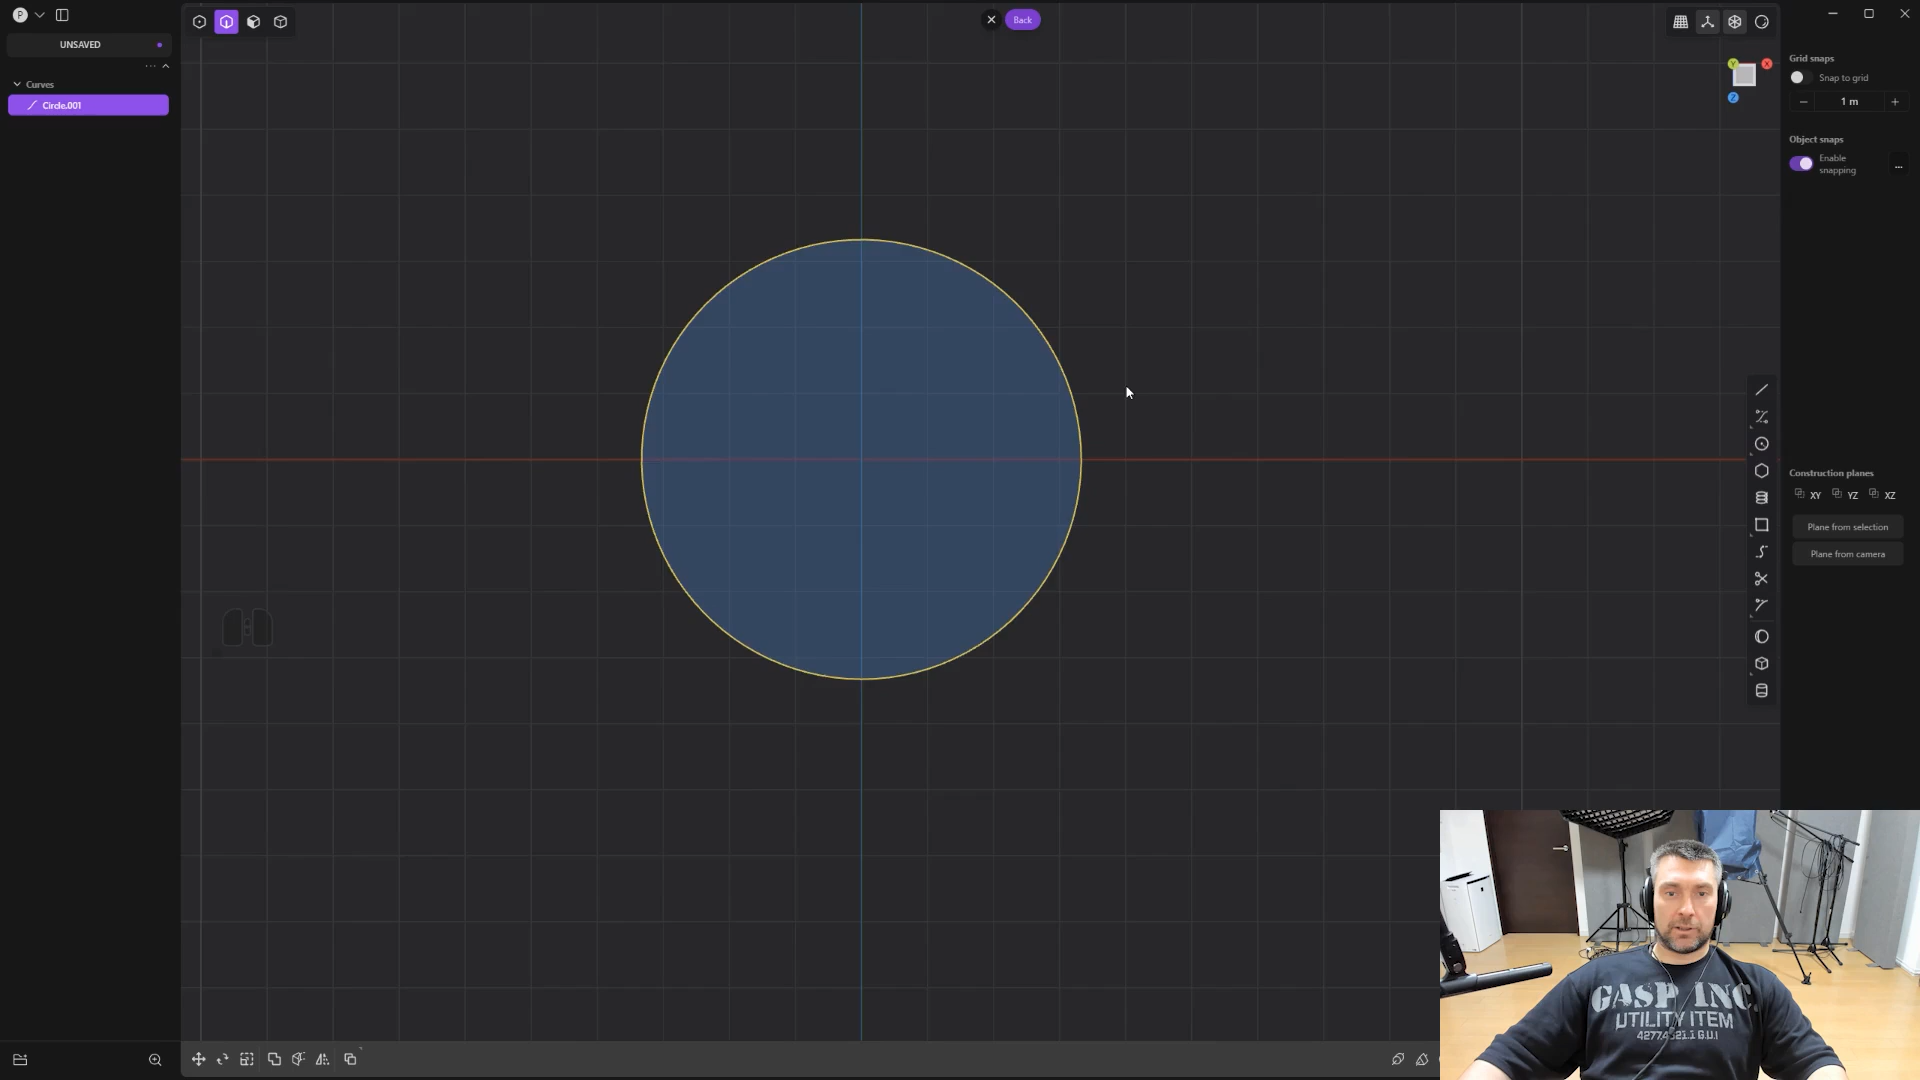 P
UNSAVED
...
Curves
Circle.001
Back
Y
X
Z
Grid snaps
Snap to grid
1 m
Object snaps
Enable
snapping
...
Construction planes
XY YZ XZ
Plane from selection
Plane from camera
GASP INC.
UTILITY ITEM